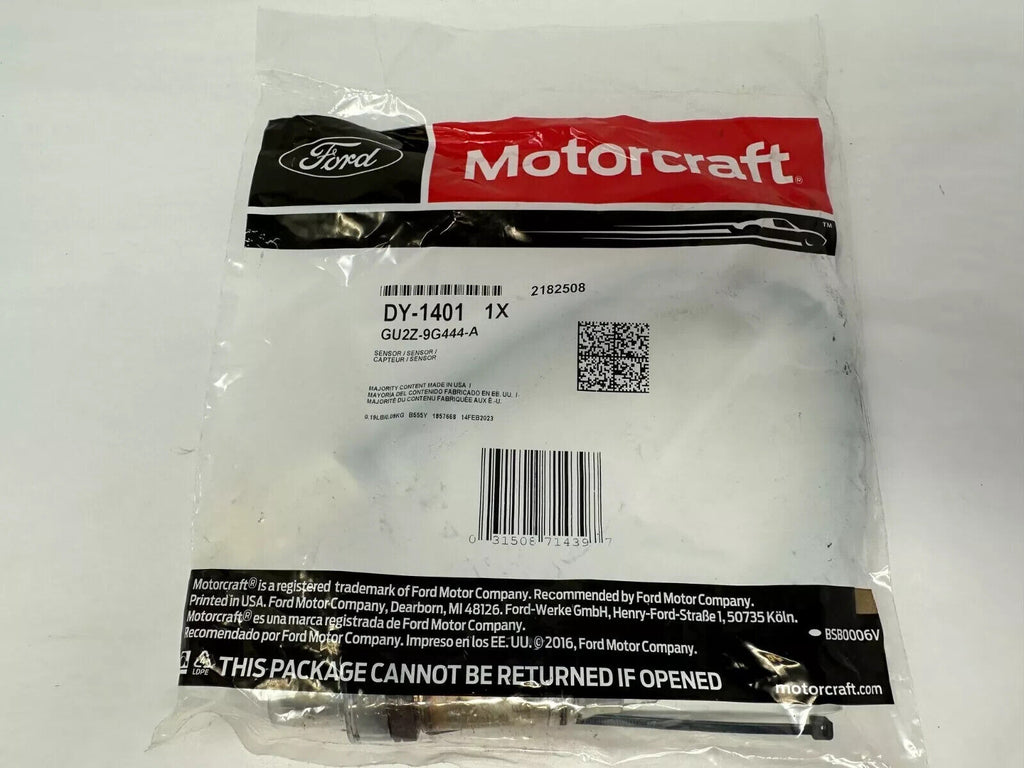 Ford
Motorcraft®
TM
2182508
DY-1401 1X
GU2Z-9G444-A
SENSOR / SENSOR /
CAPTEUR / SENSOR
MAJORITY CONTENT MADE IN USA /
MAYORIA DEL CONTENIDO FABRICADO EN EE. UU. /
MAJORITÉ DU CONTENU FABRIQUÉE AUX É.-U.
B555Y 1857668 14FEB2023
0 31508 71439 7
Motorcraft® is a registered trademark of Ford Motor Company. Recommended by Ford Motor Company.
Printed in USA. Ford Motor Company, Dearborn, MI 48126. Ford-Werke GmbH, Henry-Ford-Straße 1, 50735 Köln.
Motorcraft® es una marca registrada de Ford Motor Company.
Recomendado por Ford Motor Company. Impreso en los EE. UU. © 2016, Ford Motor Company.
BSB0006V
LDPE
THIS PACKAGE CANNOT BE RETURNED IF OPENED
motorcraft.com